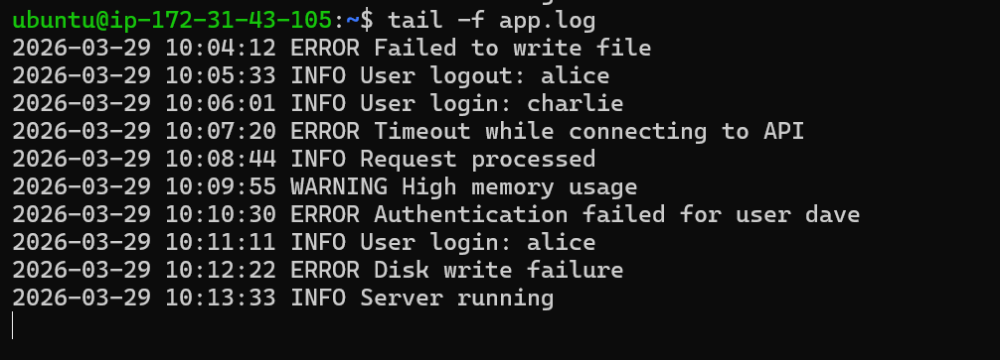 ubuntu@ip-172-31-43-105:~$ tail -f app.log
2026-03-29 10:04:12 ERROR Failed to write file
2026-03-29 10:05:33 INFO User logout: alice
2026-03-29 10:06:01 INFO User login: charlie
2026-03-29 10:07:20 ERROR Timeout while connecting to API
2026-03-29 10:08:44 INFO Request processed
2026-03-29 10:09:55 WARNING High memory usage
2026-03-29 10:10:30 ERROR Authentication failed for user dave
2026-03-29 10:11:11 INFO User login: alice
2026-03-29 10:12:22 ERROR Disk write failure
2026-03-29 10:13:33 INFO Server running